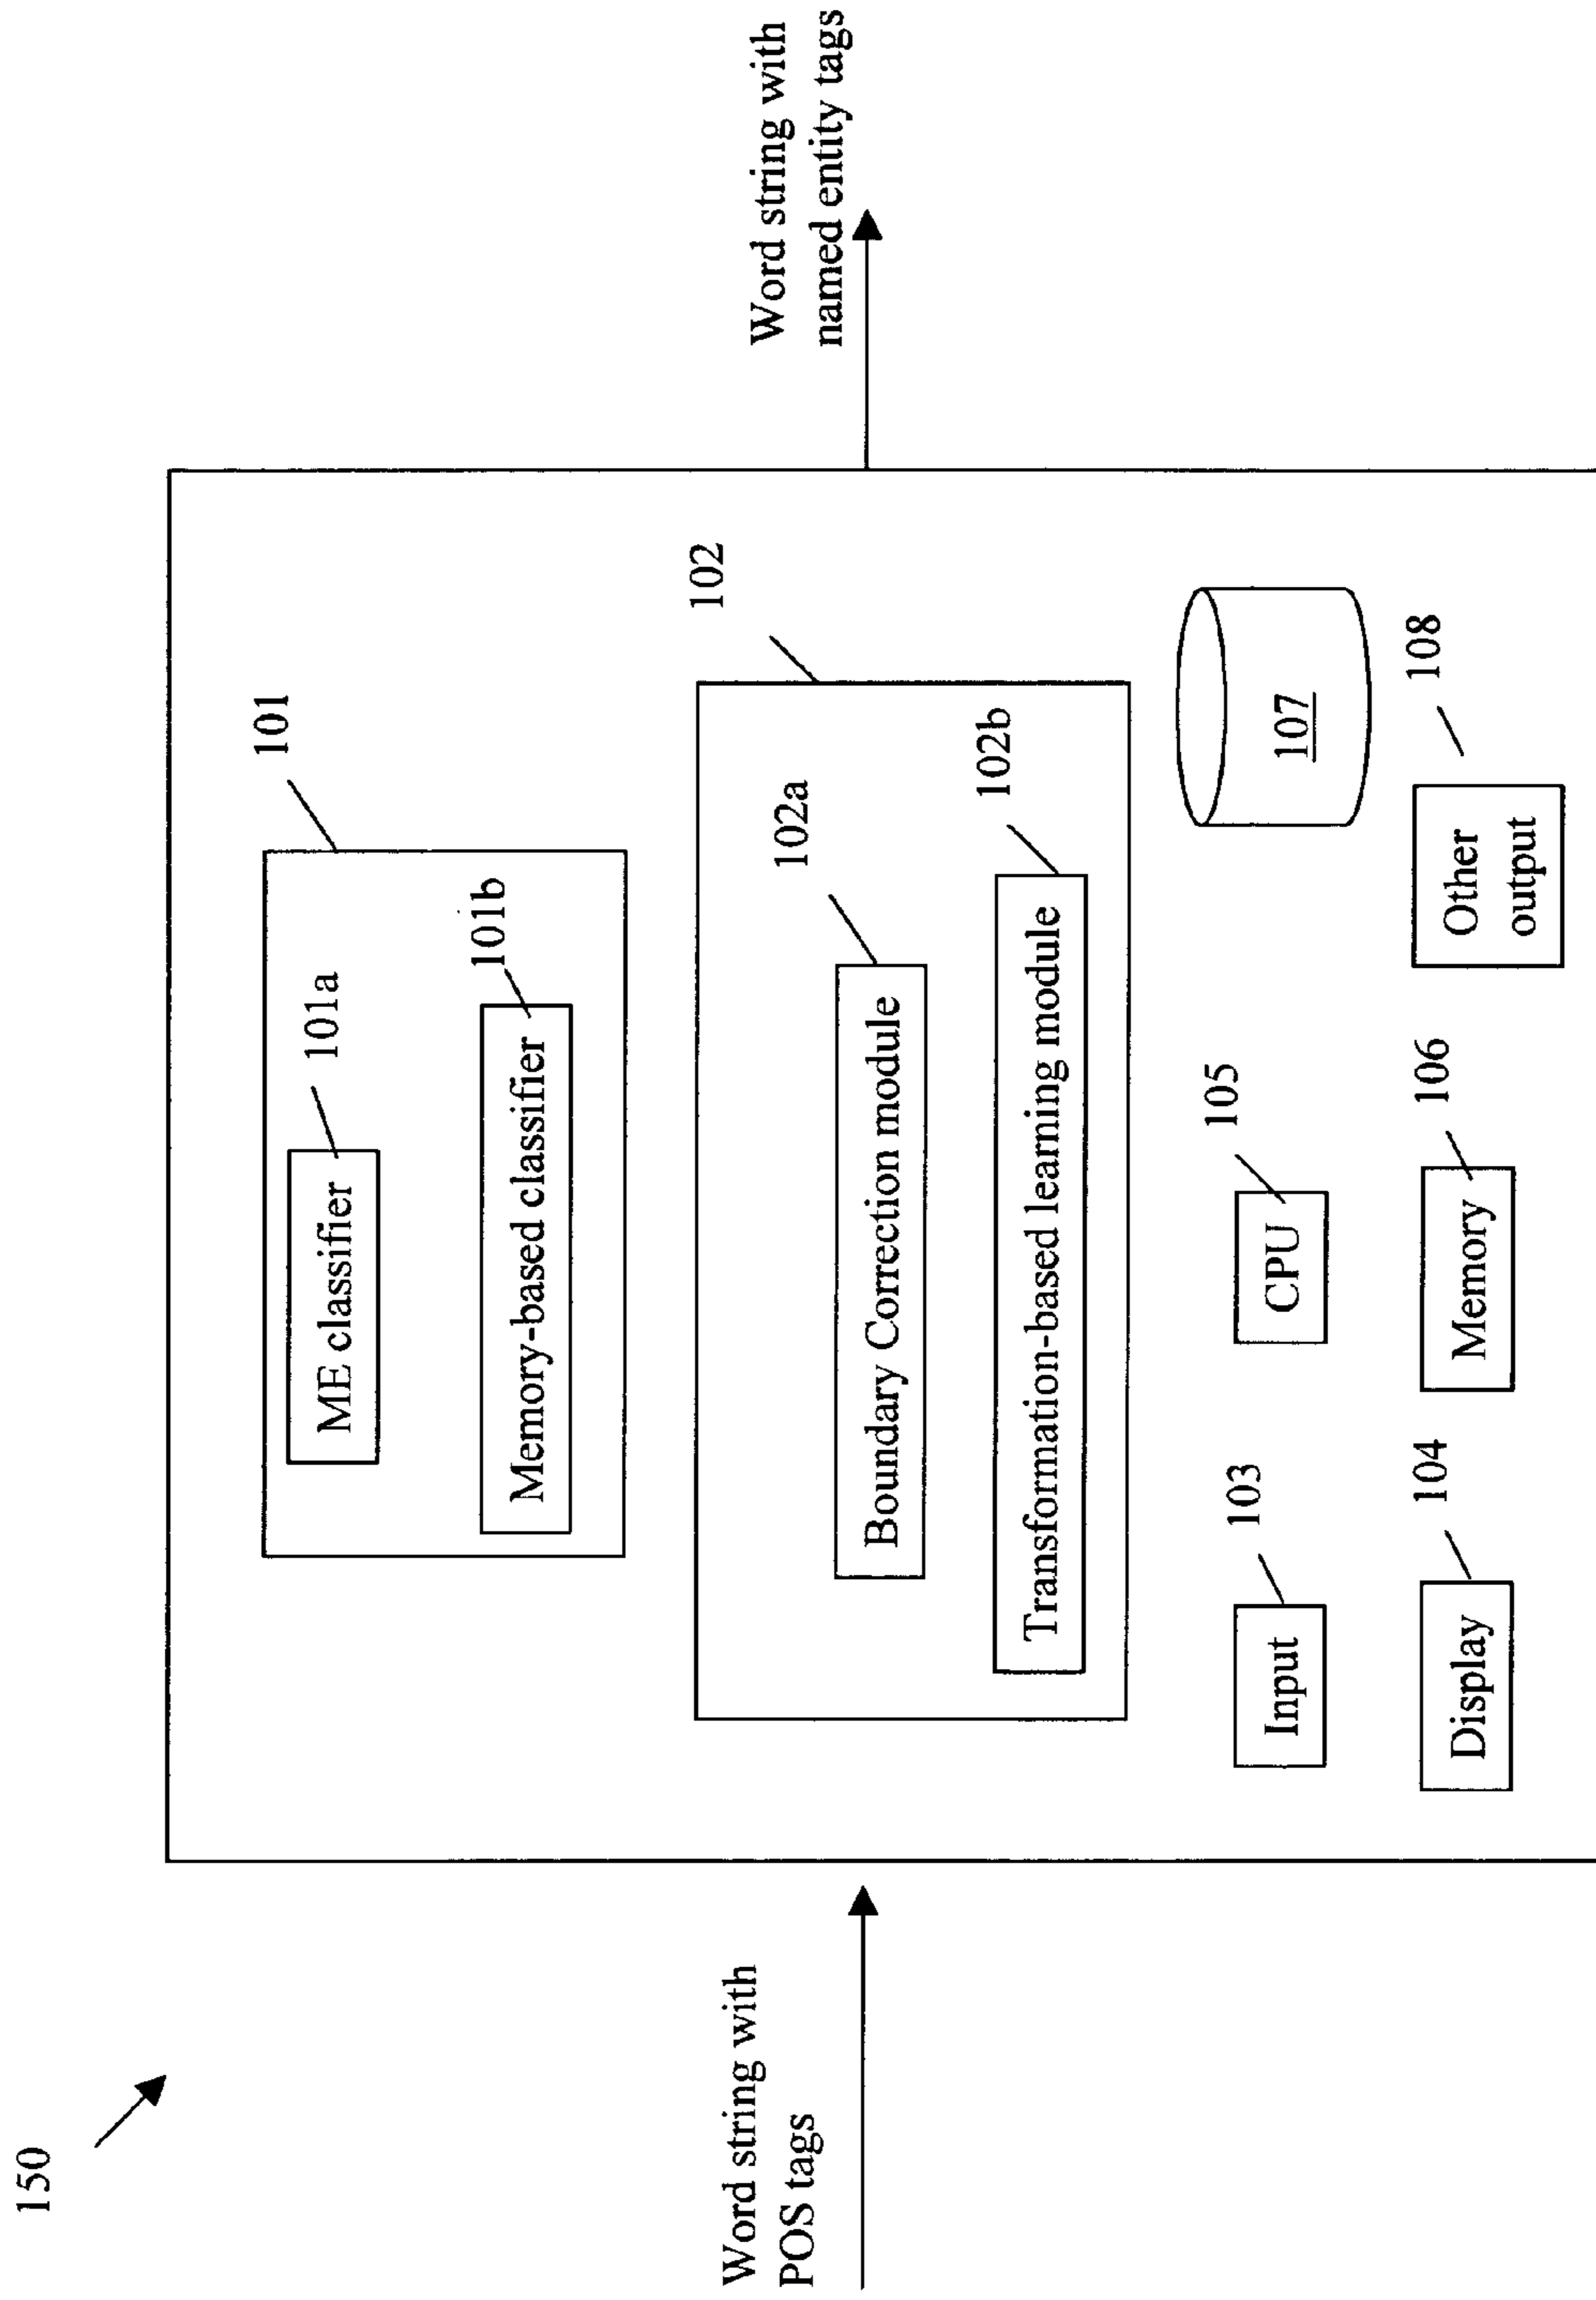 150
Word string with
POS tags
101
101a
ME classifier
101b
Memory-based classifier
102
102a
Boundary Correction module
102b
Transformation-based learning module
103
Input
105
CPU
107
104
Display
106
Memory
108
Other
output
Word string with
named entity tags